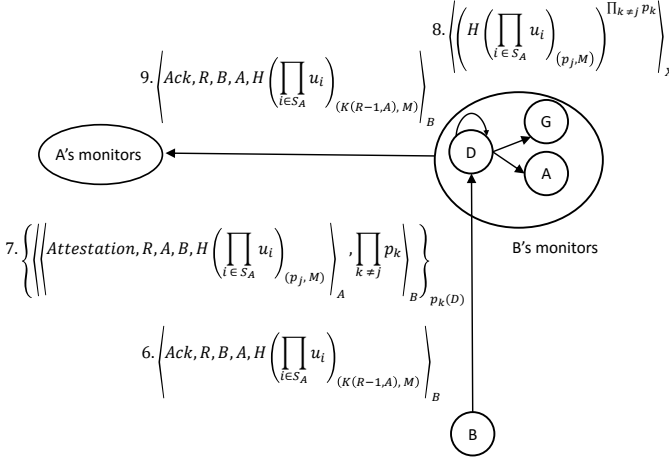 8. ⟨(H(∏_{i∈S_A} u_i)_{(p_j,M)})^{∏_{k≠j} p_k}⟩
9. ⟨Ack, R, B, A, H(∏_{i∈S_A} u_i)_{(K(R−1,A), M)}⟩_B
G
D
A's monitors
A
B's monitors
7. {⟨⟨Attestation, R, A, B, H(∏_{i∈S_A} u_i)_{(p_j, M)}⟩_A, ∏_{k≠j} p_k⟩_B}_{p_k(D)}
6. ⟨Ack, R, B, A, H(∏_{i∈S_A} u_i)_{(K(R−1,A), M)}⟩_B
B